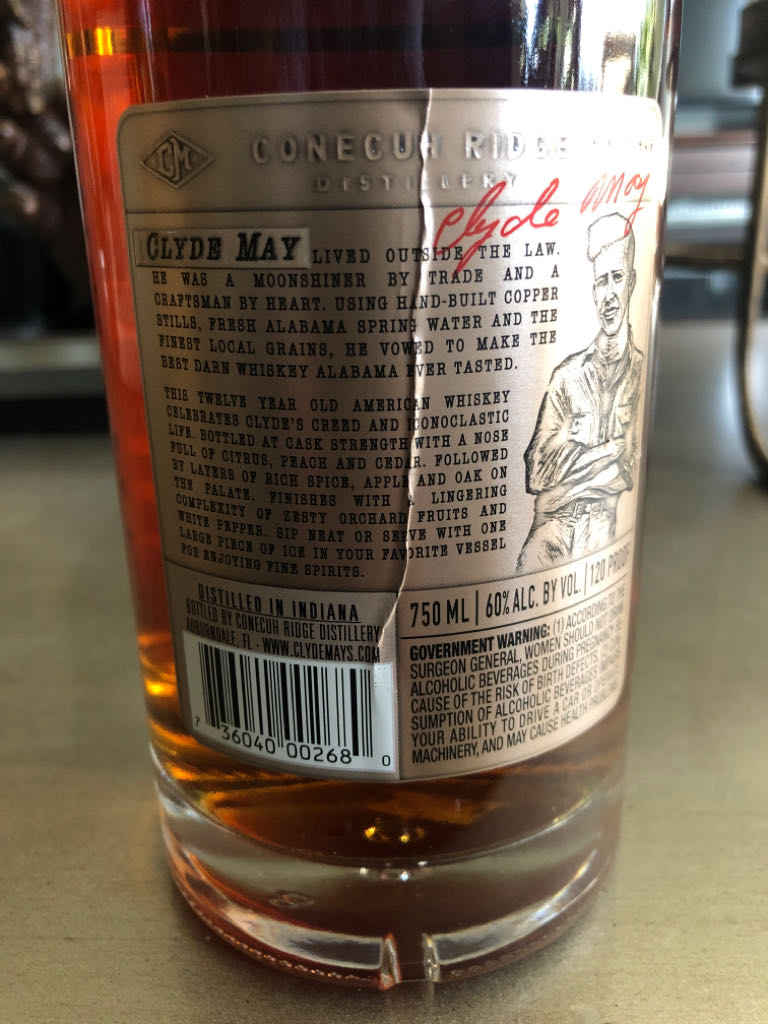 CM
CONECUH RIDGE
DISTILLERY
Clyde May
CLYDE MAY LIVED OUTSIDE THE LAW.
HE WAS A MOONSHINER BY TRADE AND A
CRAFTSMAN BY HEART. USING HAND-BUILT COPPER
STILLS, FRESH ALABAMA SPRING WATER AND THE
FINEST LOCAL GRAINS, HE VOWED TO MAKE THE
BEST DARN WHISKEY ALABAMA EVER TASTED.
THIS TWELVE YEAR OLD AMERICAN WHISKEY
CELEBRATES CLYDE'S CREED AND ICONOCLASTIC
LIFE. BOTTLED AT CASK STRENGTH WITH A NOSE
FULL OF CITRUS, PEACH AND CEDAR. FOLLOWED
BY LAYERS OF RICH SPICE, APPLE AND OAK ON
THE PALATE. FINISHES WITH A LINGERING
COMPLEXITY OF ZESTY ORCHARD FRUITS AND
WHITE PEPPER. SIP NEAT OR SERVE WITH ONE
LARGE PIECE OF ICE IN YOUR FAVORITE VESSEL
FOR ENJOYING FINE SPIRITS.
DISTILLED IN INDIANA
BOTTLED BY CONECUH RIDGE DISTILLERY
AUBURNDALE, FL - WWW.CLYDEMAYS.COM
7 36040 00268 0
750 ML | 60% ALC. BY VOL. | 120 PROOF
GOVERNMENT WARNING: (1) ACCORDING TO THE
SURGEON GENERAL, WOMEN SHOULD NOT DRINK
ALCOHOLIC BEVERAGES DURING PREGNANCY
CAUSE OF THE RISK OF BIRTH DEFECTS.
SUMPTION OF ALCOHOLIC BEVERAGES
YOUR ABILITY TO DRIVE A CAR OR
MACHINERY, AND MAY CAUSE HEALTH